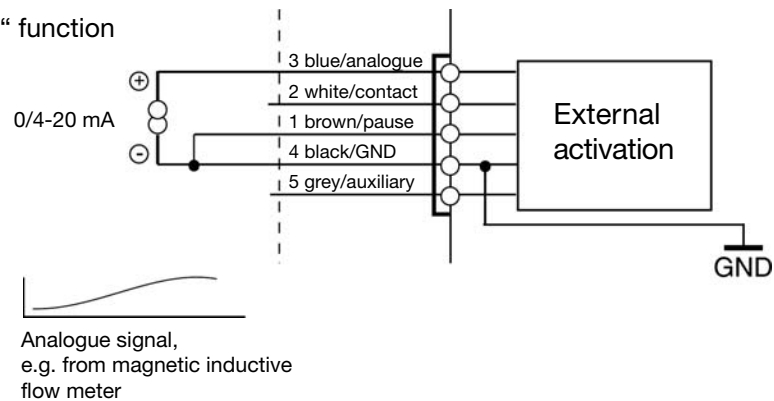 “ function
3 blue/analogue
2 white/contact
1 brown/pause
4 black/GND
5 grey/auxiliary
+
0/4-20 mA
-
External
activation
GND
Analogue signal,
e.g. from magnetic inductive
flow meter